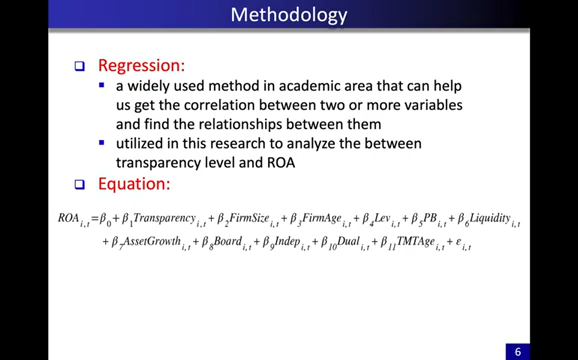 Methodology
Regression:
a widely used method in academic area that can help
us get the correlation between two or more variables
and find the relationships between them
utilized in this research to analyze the between
transparency level and ROA
Equation:
ROA i,t =β0 + β1Transparency i,t + β2FirmSize i,t + β3FirmAge i,t + β4Lev i,t + β5PB i,t + β6Liquidity i,t
+ β7AssetGrowth i,t + β8Board i,t + β9Indep i,t + β10Dual i,t + β11TMTAge i,t + ε i,t
6